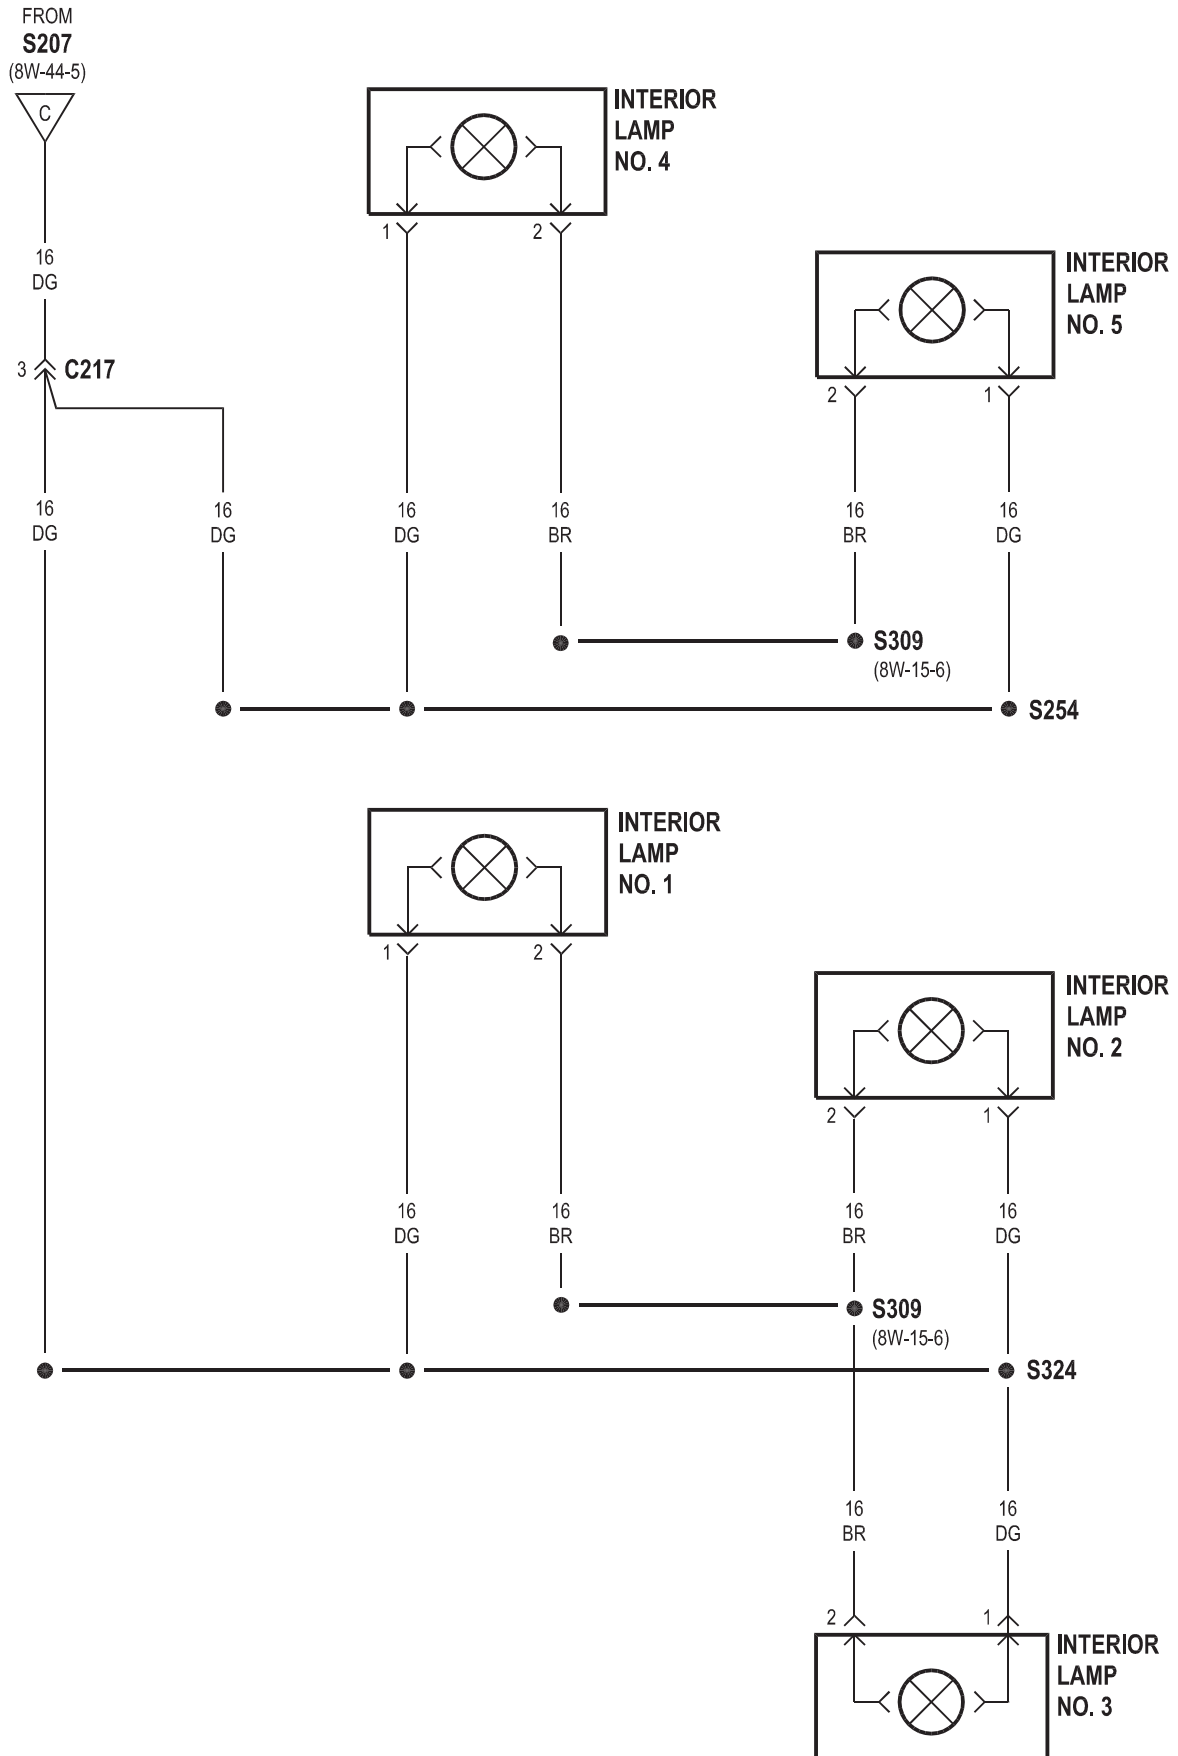 FROM
S207
(8W-44-5)
C
INTERIOR
LAMP
NO. 4
1
2
16
DG
INTERIOR
LAMP
NO. 5
3
C217
2
1
16
DG
16
DG
16
DG
16
BR
16
BR
16
DG
S309
(8W-15-6)
S254
INTERIOR
LAMP
NO. 1
1
2
INTERIOR
LAMP
NO. 2
2
1
16
DG
16
BR
16
BR
16
DG
S309
(8W-15-6)
S324
16
BR
16
DG
2
1
INTERIOR
LAMP
NO. 3